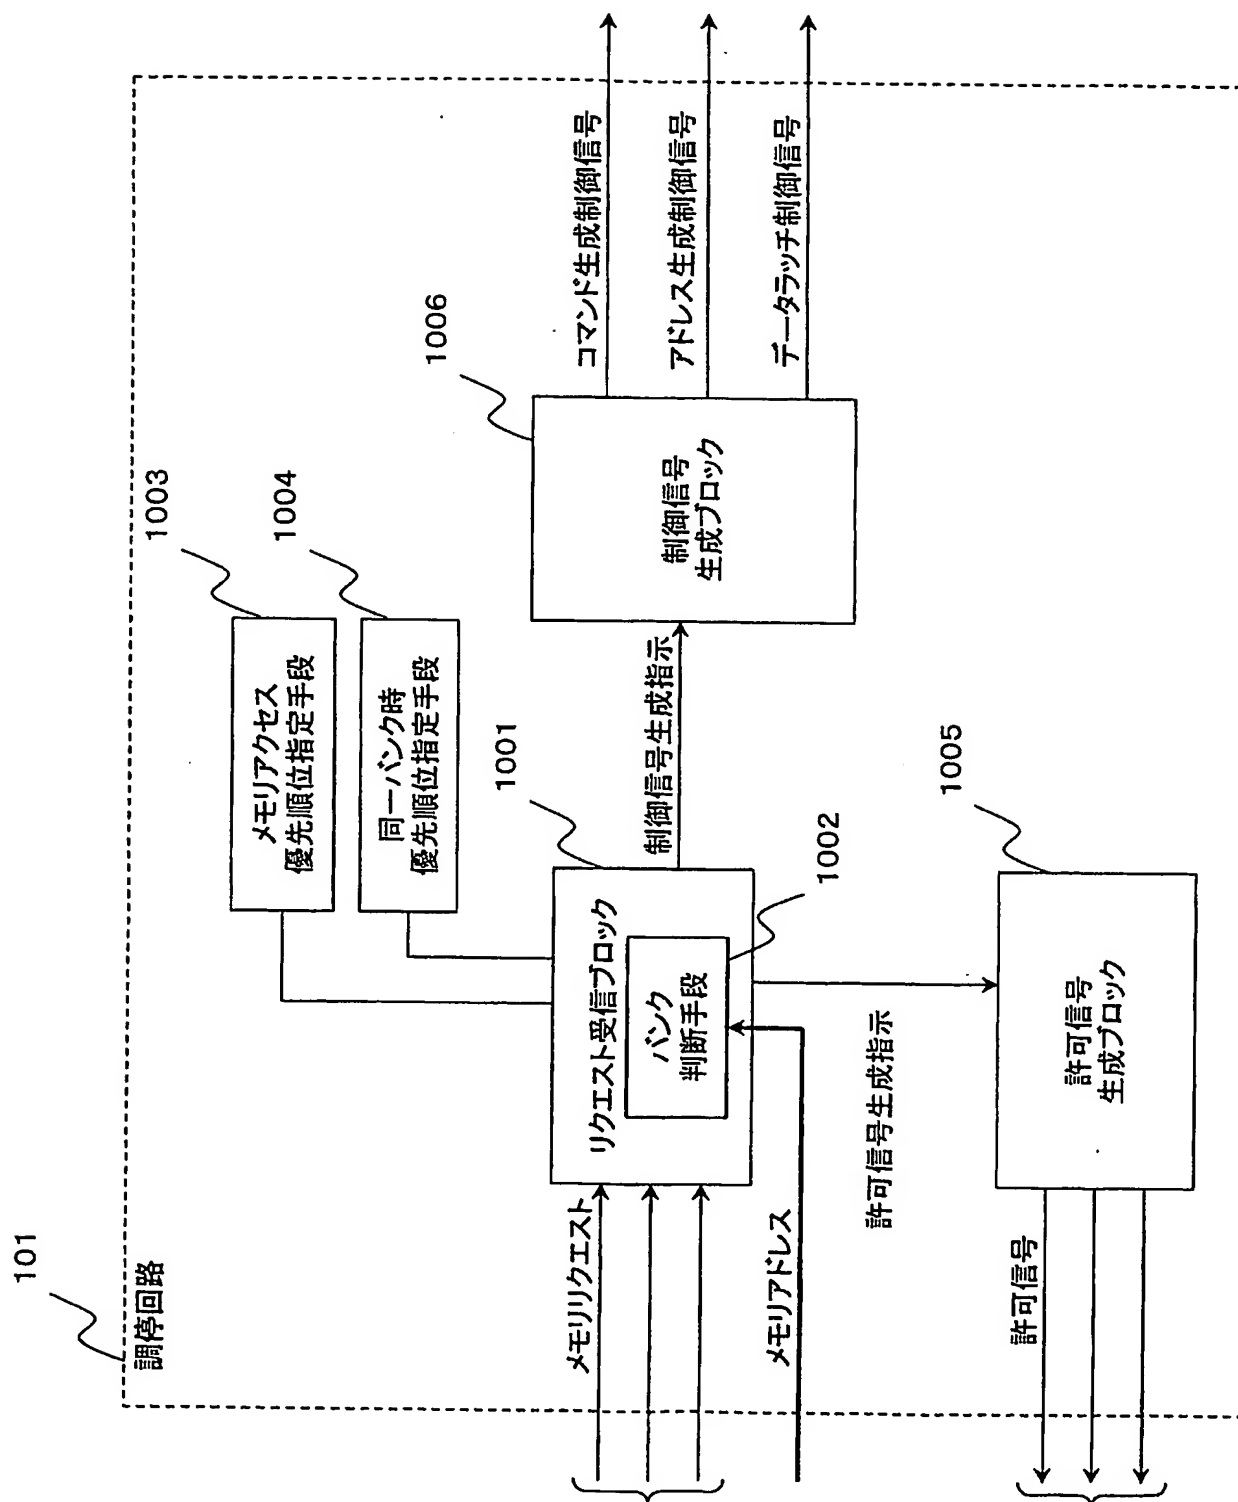 101
調停回路
メモリアクセス
優先順位指定手段
1003
同一バンク時
優先順位指定手段
1004
メモリリクエスト
リクエスト受信ブロック
1001
バンク
判断手段
1002
メモリアドレス
制御信号生成指示
制御信号
生成ブロック
1006
コマンド生成制御信号
アドレス生成制御信号
データラッチ制御信号
許可信号生成指示
許可信号
生成ブロック
1005
許可信号